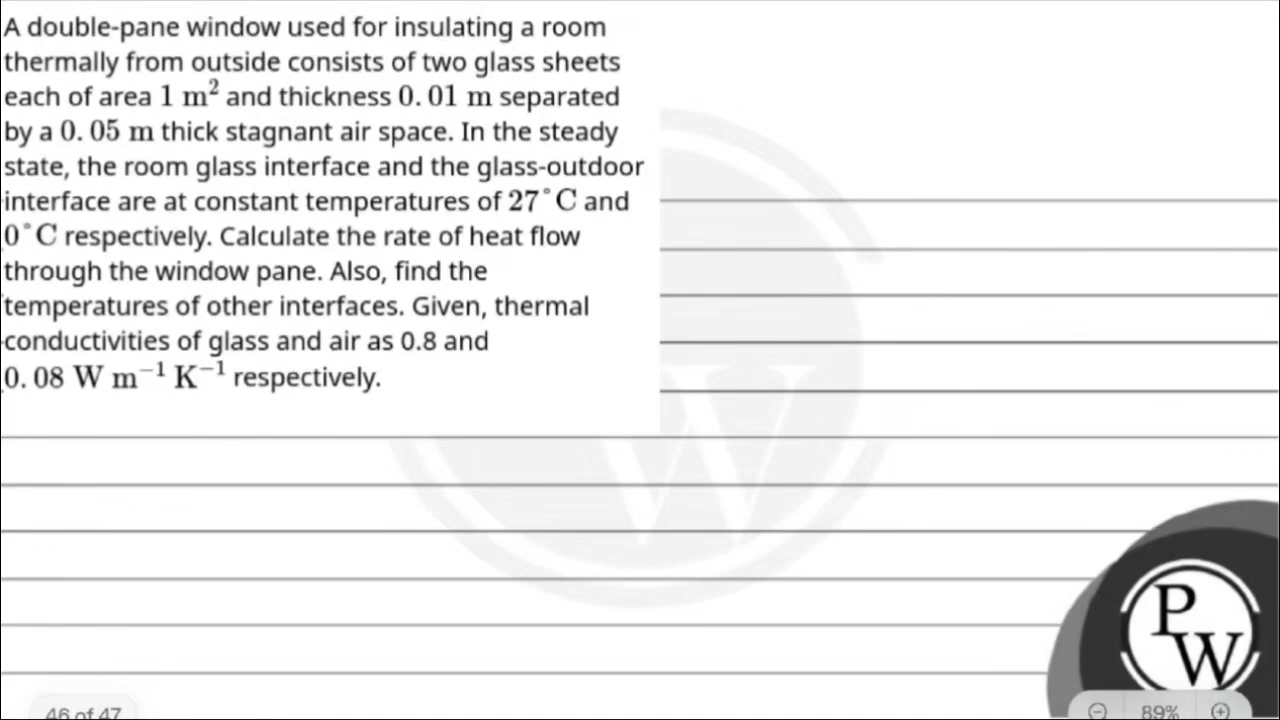 A double-pane window used for insulating a room
thermally from outside consists of two glass sheets
each of area 1 m² and thickness 0.01 m separated
by a 0.05 m thick stagnant air space. In the steady
state, the room glass interface and the glass-outdoor
interface are at constant temperatures of 27°C and
0°C respectively. Calculate the rate of heat flow
through the window pane. Also, find the
temperatures of other interfaces. Given, thermal
conductivities of glass and air as 0.8 and
0.08 W m⁻¹ K⁻¹ respectively.
W
P
W
46 of 47
89%